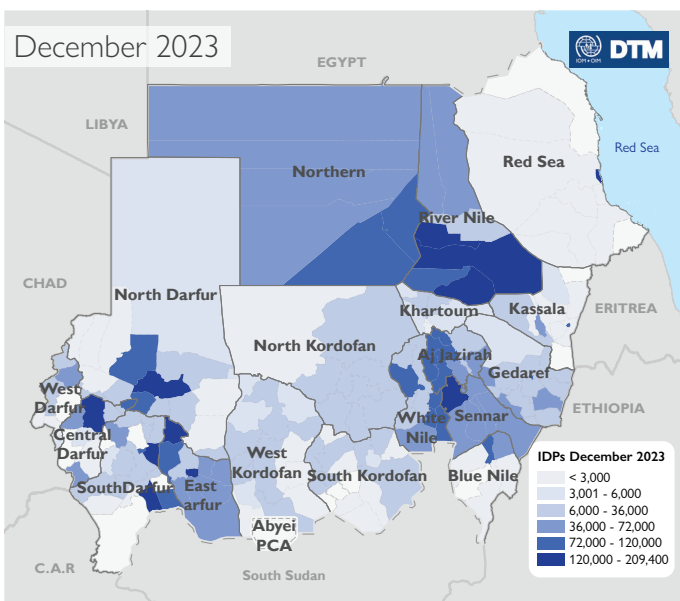 December 2023
IOM • OIM
DTM
EGYPT
LIBYA
Red Sea
Red Sea
Northern
River Nile
CHAD
North Darfur
Khartoum
Kassala
ERITREA
North Kordofan
Aj Jazirah
Gedaref
West
Darfur
ETHIOPIA
White
Nile
Sennar
Central
Darfur
West
Kordofan
South Kordofan
Blue Nile
SouthDarfur
East
arfur
Abyei
PCA
C.A.R
South Sudan
IDPs December 2023
< 3,000
3,001 - 6,000
6,000 - 36,000
36,000 - 72,000
72,000 - 120,000
120,000 - 209,400